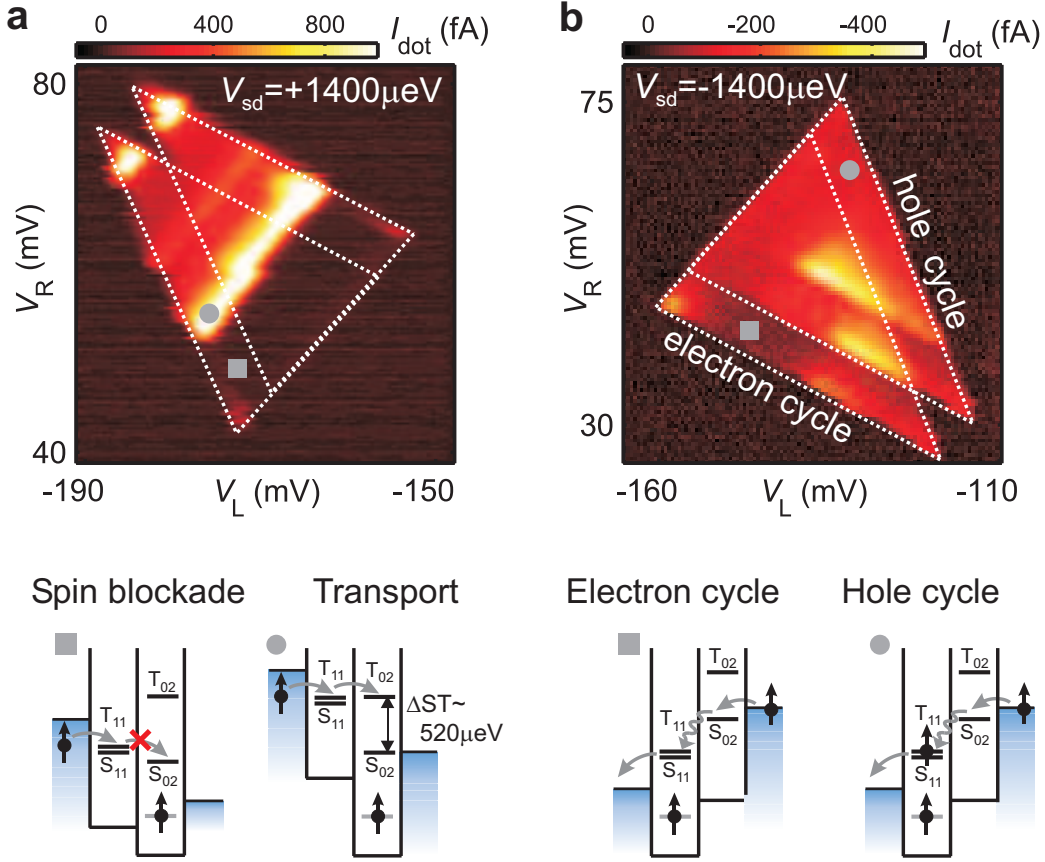 a
0 400 800 I_dot (fA)
80
V_sd=+1400μeV
V_R (mV)
40
-190 V_L (mV) -150
b
0 -200 -400 I_dot (fA)
75
V_sd=-1400μeV
hole cycle
electron cycle
V_R (mV)
30
-160 V_L (mV) -110
Spin blockade
T_11
S_11
T_02
S_02
Transport
T_11
S_11
T_02
S_02
ΔST~
520μeV
Electron cycle
T_11
S_11
T_02
S_02
Hole cycle
T_11
S_11
T_02
S_02